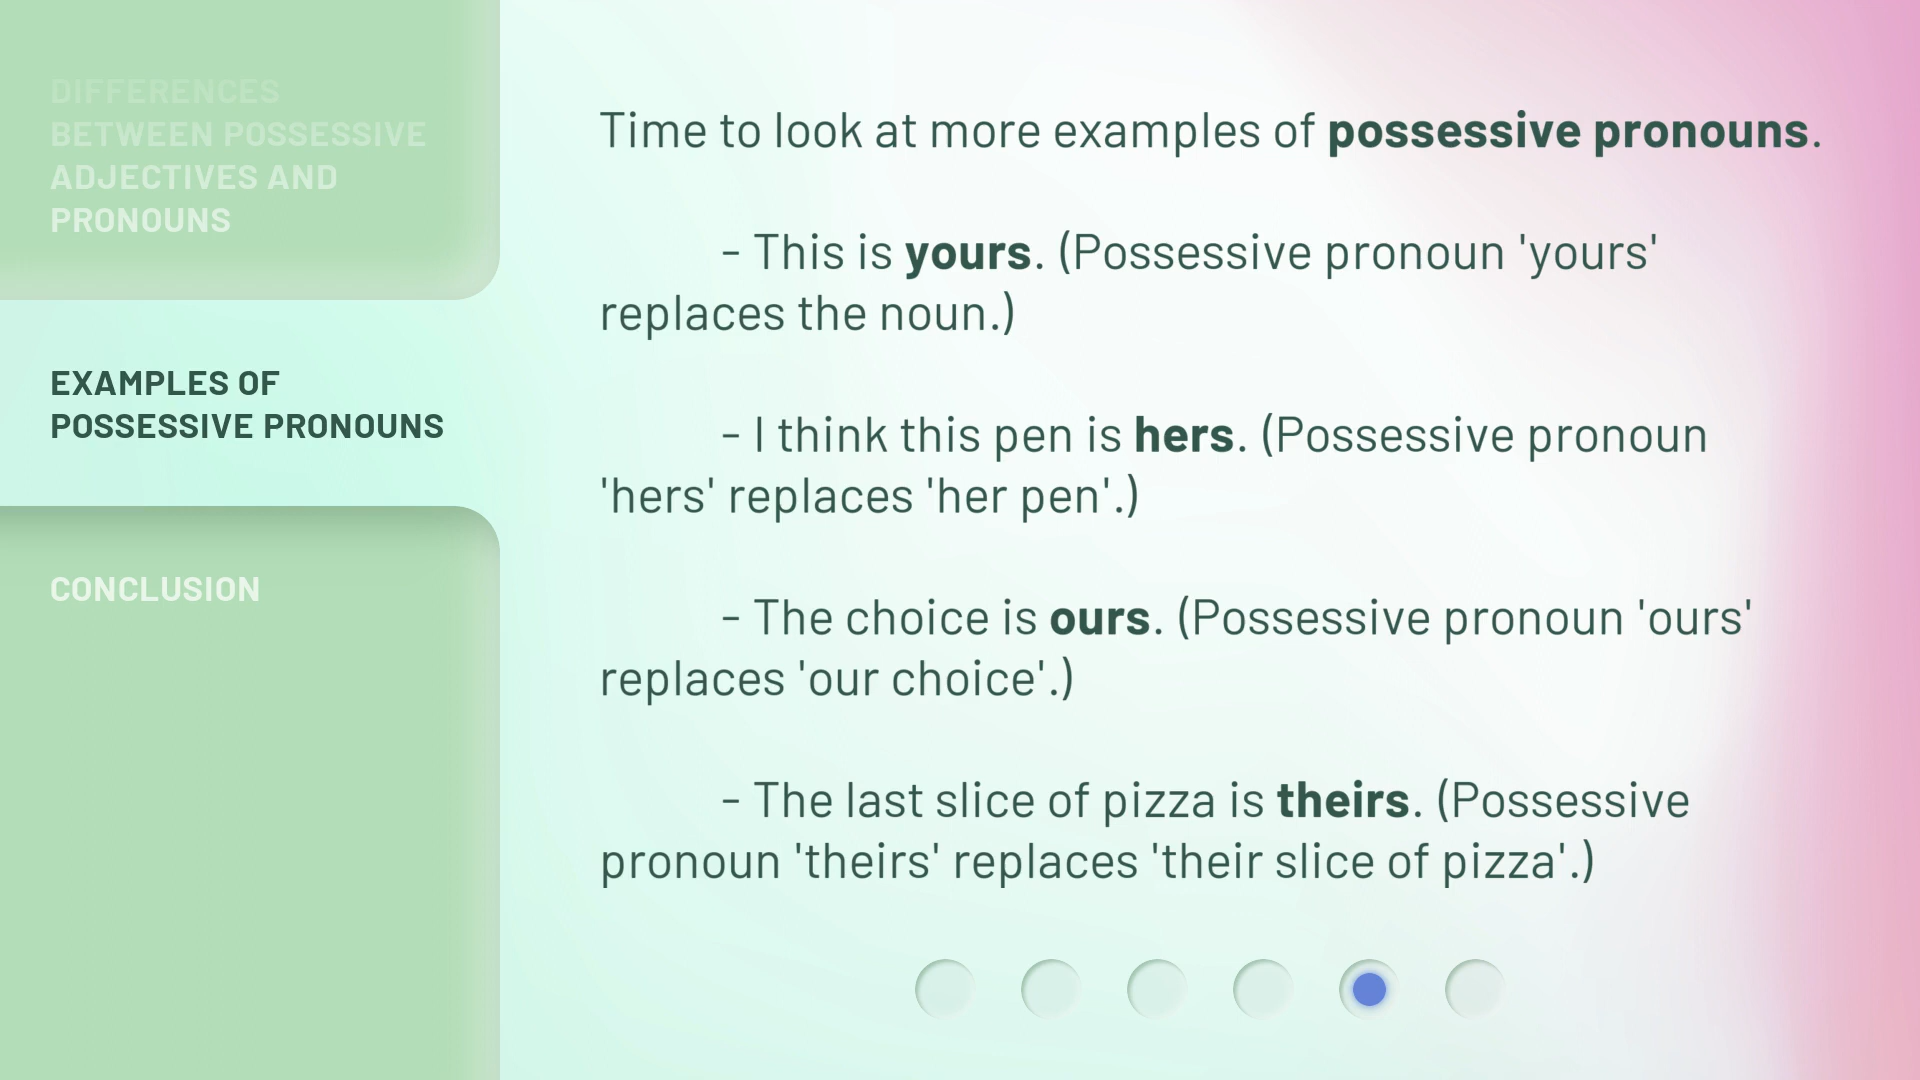 DIFFERENCES
BETWEEN POSSESSIVE
ADJECTIVES AND
PRONOUNS
EXAMPLES OF
POSSESSIVE PRONOUNS
CONCLUSION
Time to look at more examples of possessive pronouns.
- This is yours. (Possessive pronoun 'yours'
replaces the noun.)
- I think this pen is hers. (Possessive pronoun
'hers' replaces 'her pen'.)
- The choice is ours. (Possessive pronoun 'ours'
replaces 'our choice'.)
- The last slice of pizza is theirs. (Possessive
pronoun 'theirs' replaces 'their slice of pizza'.)